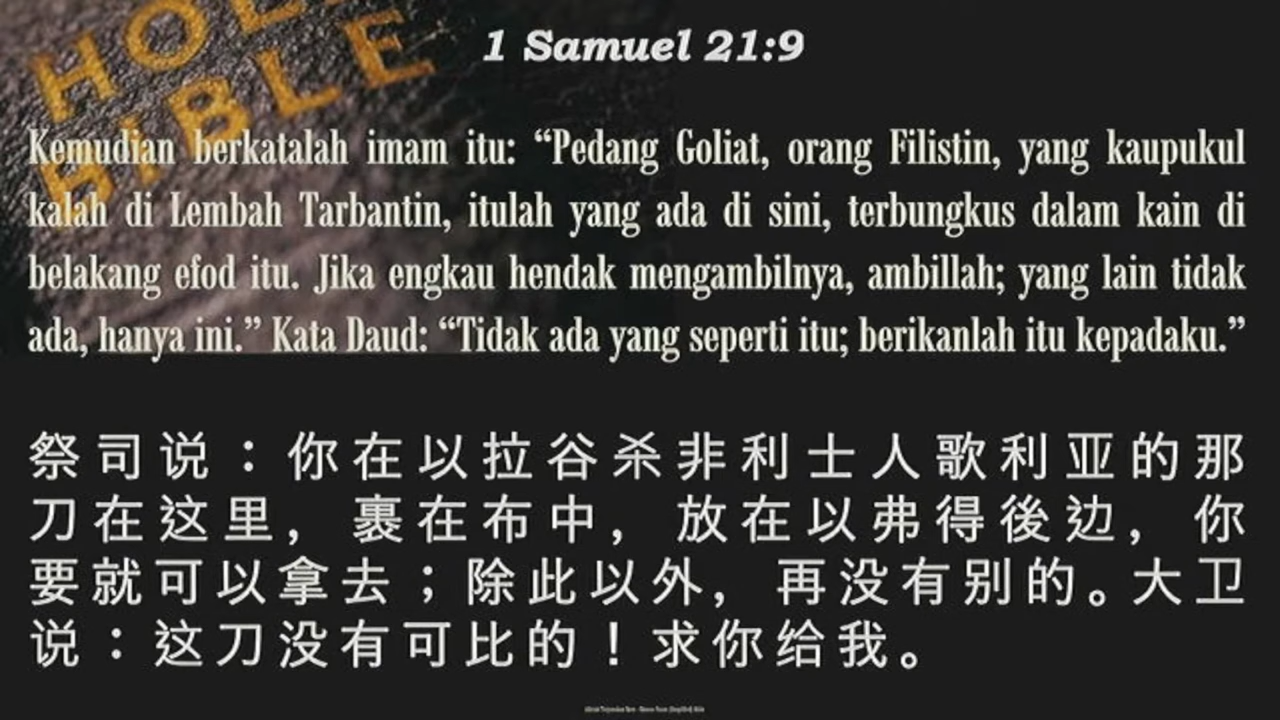 HOL
BIBLE
1 Samuel 21:9
Kemudian berkatalah imam itu: “Pedang Goliat, orang Filistin, yang kaupukul
kalah di Lembah Tarbantin, itulah yang ada di sini, terbungkus dalam kain di
belakang efod itu. Jika engkau hendak mengambilnya, ambillah; yang lain tidak
ada, hanya ini.” Kata Daud: “Tidak ada yang seperti itu; berikanlah itu kepadaku.”
祭司说：你在以拉谷杀非利士人歌利亚的那
刀在这里，裹在布中，放在以弗得後边，你
要就可以拿去；除此以外，再没有别的。大卫
说：这刀没有可比的！求你给我。